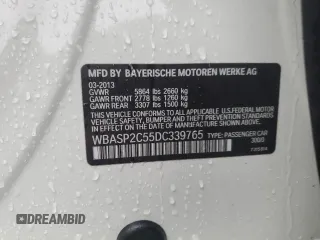 MFD BY BAYERISCHE MOTOREN WERKE AG
03-2013
GVWR 5864 lbs 2660 kg
GAWR FRONT 2778 lbs 1260 kg
GAWR REAR 3307 lbs 1500 kg
THIS VEHICLE CONFORMS TO ALL APPLICABLE U.S.FEDERAL MOTOR
VEHICLE SAFETY, BUMPER, AND THEFT PREVENTION STANDARDS
IN EFFECT ON THE DATE OF MANUFACTURE SHOWN ABOVE.
WBASP2C55DC339765 TYPE: PASSENGER CAR
DREAMBID